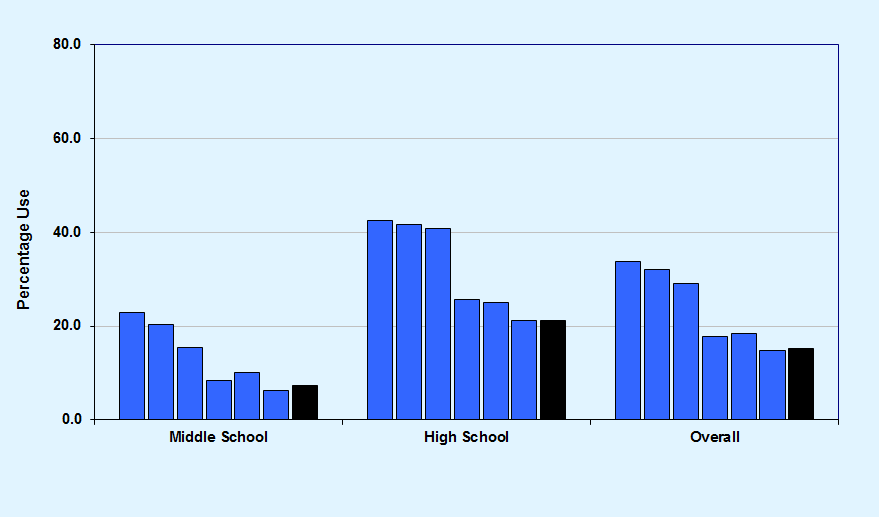 80.0
60.0
40.0
20.0
0.0
Percentage Use
Middle School
High School
Overall